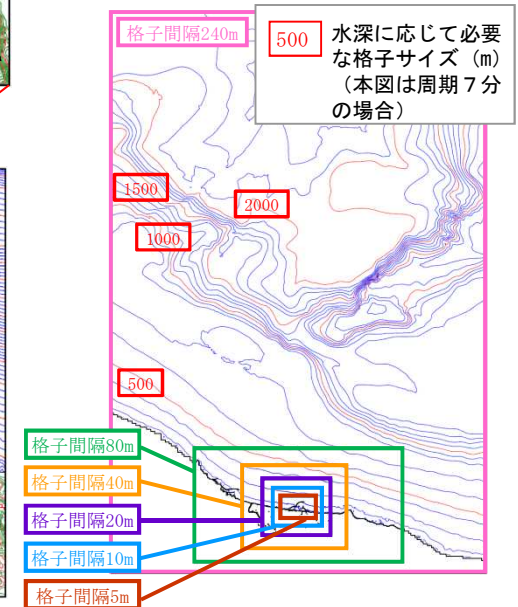 格子間隔240m
500
水深に応じて必要
な格子サイズ（m）
（本図は周期７分
の場合）
1500
2000
1000
500
格子間隔80m
格子間隔40m
格子間隔20m
格子間隔10m
格子間隔5m